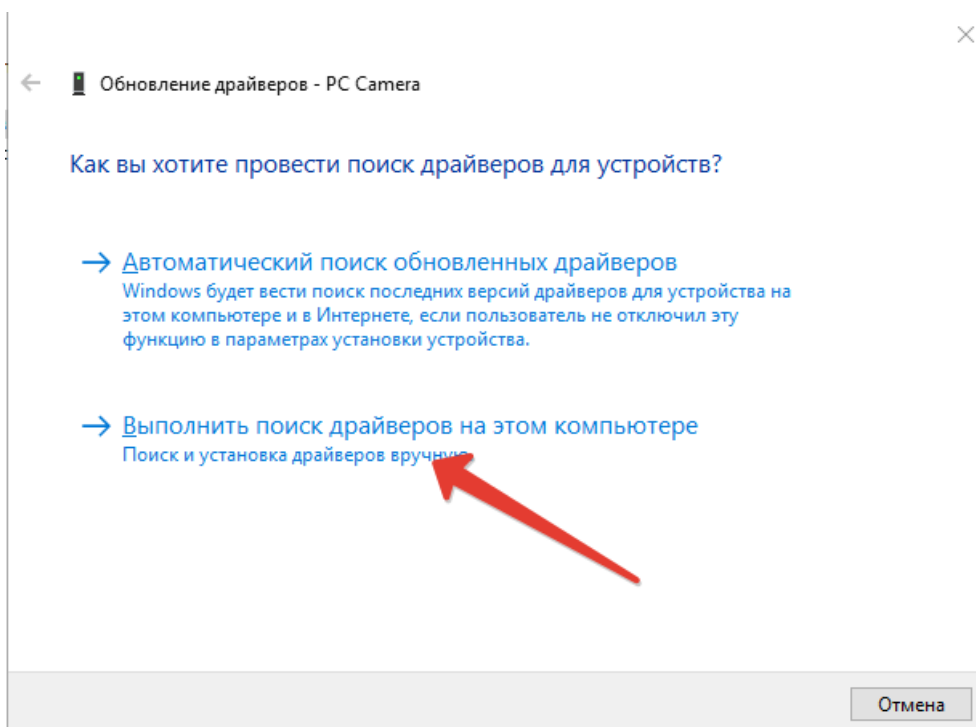 Обновление драйверов - PC Camera
Как вы хотите провести поиск драйверов для устройств?
Автоматический поиск обновленных драйверов
Windows будет вести поиск последних версий драйверов для устройства на
этом компьютере и в Интернете, если пользователь не отключил эту
функцию в параметрах установки устройства.
Выполнить поиск драйверов на этом компьютере
Поиск и установка драйверов вручную
Отмена